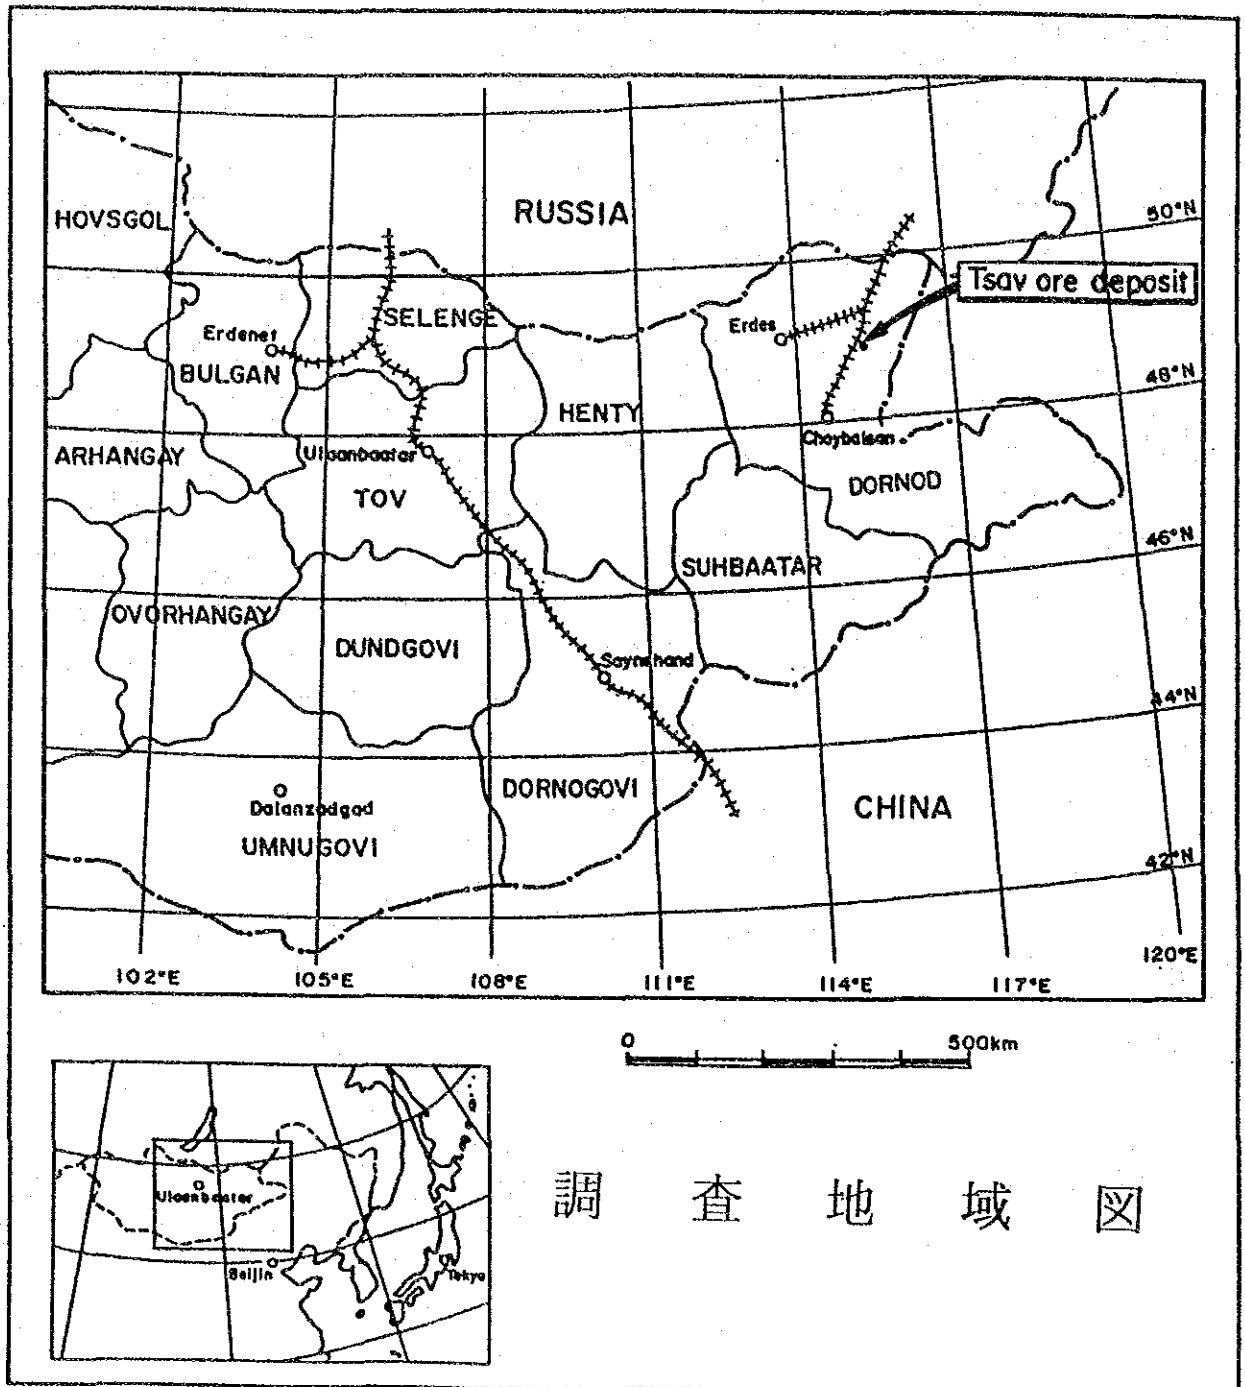 RUSSIA
HOVSGOL
50°N
Tsav ore deposit
SELENGE
Erdenet
Erdes
BULGAN
48°N
HENTY
Choybalsan
Ulaanbaatar
ARHANGAY
DORNOD
TOV
46°N
SUHBAATAR
OVORHANGAY
DUNDGOVI
Saynshand
44°N
DORNOGOVI
CHINA
Dalanzadgad
UMNUGOVI
42°N
102°E 105°E 108°E 111°E 114°E 117°E 120°E
0 500km
Ulaanbaatar
Beijin
Tokyo
調査地域図